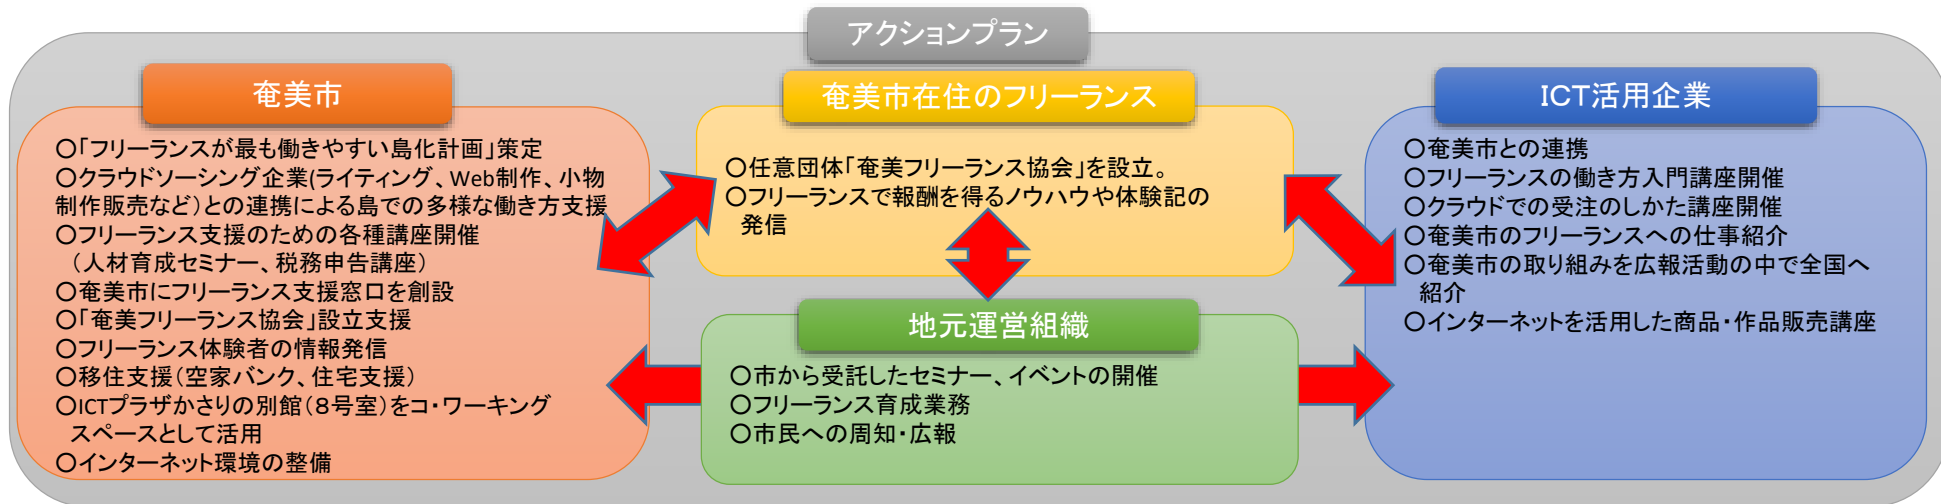 アクションプラン
奄美市
〇「フリーランスが最も働きやすい島化計画」策定
〇クラウドソーシング企業(ライティング、Web制作、小物
制作販売など)との連携による島での多様な働き方支援
〇フリーランス支援のための各種講座開催
(人材育成セミナー、税務申告講座)
〇奄美市にフリーランス支援窓口を創設
〇「奄美フリーランス協会」設立支援
〇フリーランス体験者の情報発信
〇移住支援(空家バンク、住宅支援)
〇ICTプラザかさりの別館(8号室)をコ・ワーキング
スペースとして活用
〇インターネット環境の整備
奄美市在住のフリーランス
〇任意団体「奄美フリーランス協会」を設立。
〇フリーランスで報酬を得るノウハウや体験記の
発信
地元運営組織
〇市から受託したセミナー、イベントの開催
〇フリーランス育成業務
〇市民への周知・広報
ICT活用企業
〇奄美市との連携
〇フリーランスの働き方入門講座開催
〇クラウドでの受注のしかた講座開催
〇奄美市のフリーランスへの仕事紹介
〇奄美市の取り組みを広報活動の中で全国へ
紹介
〇インターネットを活用した商品・作品販売講座